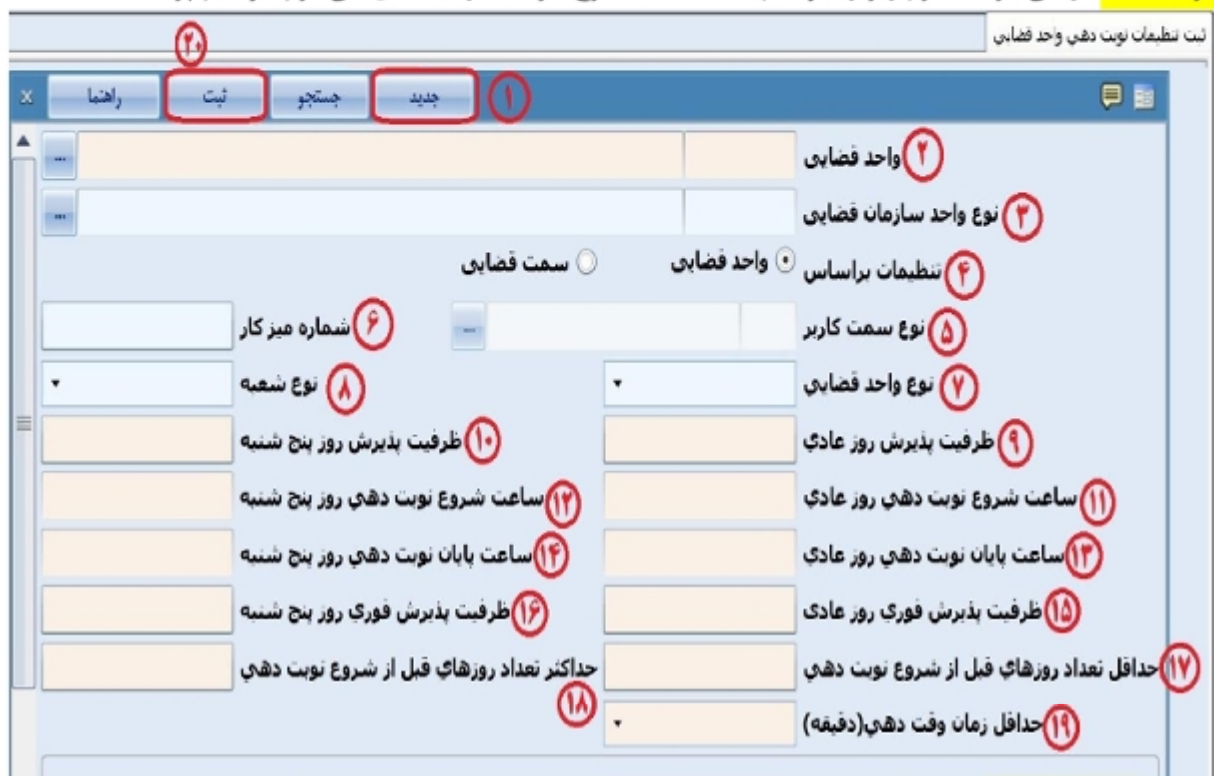 ثبت تنظیمات نوبت دهی واحد قضایی
۲۰
۱ جدید جستجو ثبت راهنما x
۲ واحد قضایی ...
۳ نوع واحد سازمان قضایی ...
۴ تنظیمات براساس واحد قضایی سمت قضایی
۵ نوع سمت کاربر ... ۶ شماره میز کار
۷ نوع واحد قضایی ۸ نوع شعبه
۹ ظرفیت پذیرش روز عادي ۱۰ ظرفیت پذیرش روز پنج شنبه
۱۱ ساعت شروع نوبت دهي روز عادي ۱۲ ساعت شروع نوبت دهي روز پنج شنبه
۱۳ ساعت پایان نوبت دهي روز عادي ۱۴ ساعت پایان نوبت دهي روز پنج شنبه
۱۵ ظرفیت پذیرش فوري روز عادی ۱۶ ظرفیت پذیرش فوري روز پنج شنبه
۱۷ حداقل تعداد روزهاي قبل از شروع نوبت دهي حداکثر تعداد روزهاي قبل از شروع نوبت دهي
۱۸
۱۹ حداقل زمان وقت دهي(دقیقه)